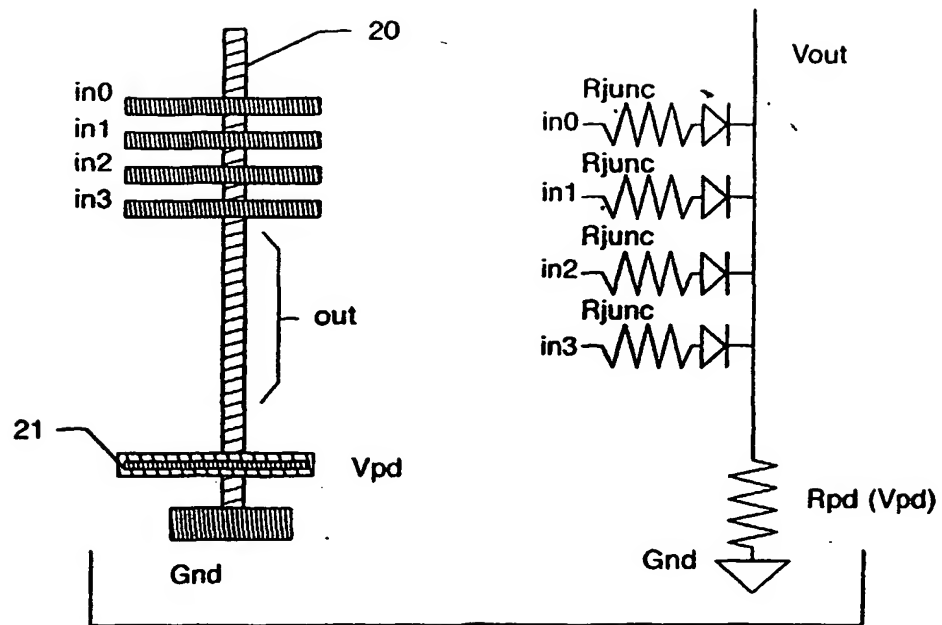 20
in0
in1
in2
in3
out
21
Vpd
Gnd
Vout
Rjunc
in0
Rjunc
in1
Rjunc
in2
Rjunc
in3
Rpd (Vpd)
Gnd